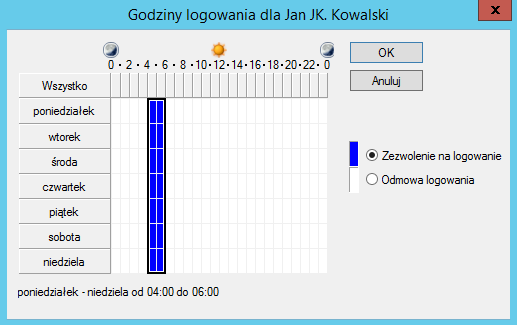 Godziny logowania dla Jan JK. Kowalski
x
0 · 2 · 4 · 6 · 8 · 10 · 12 · 14 · 16 · 18 · 20 · 22 · 0
OK
Anuluj
Wszystko
poniedziałek
wtorek
środa
czwartek
piątek
sobota
niedziela
Zezwolenie na logowanie
Odmowa logowania
poniedziałek - niedziela od 04:00 do 06:00